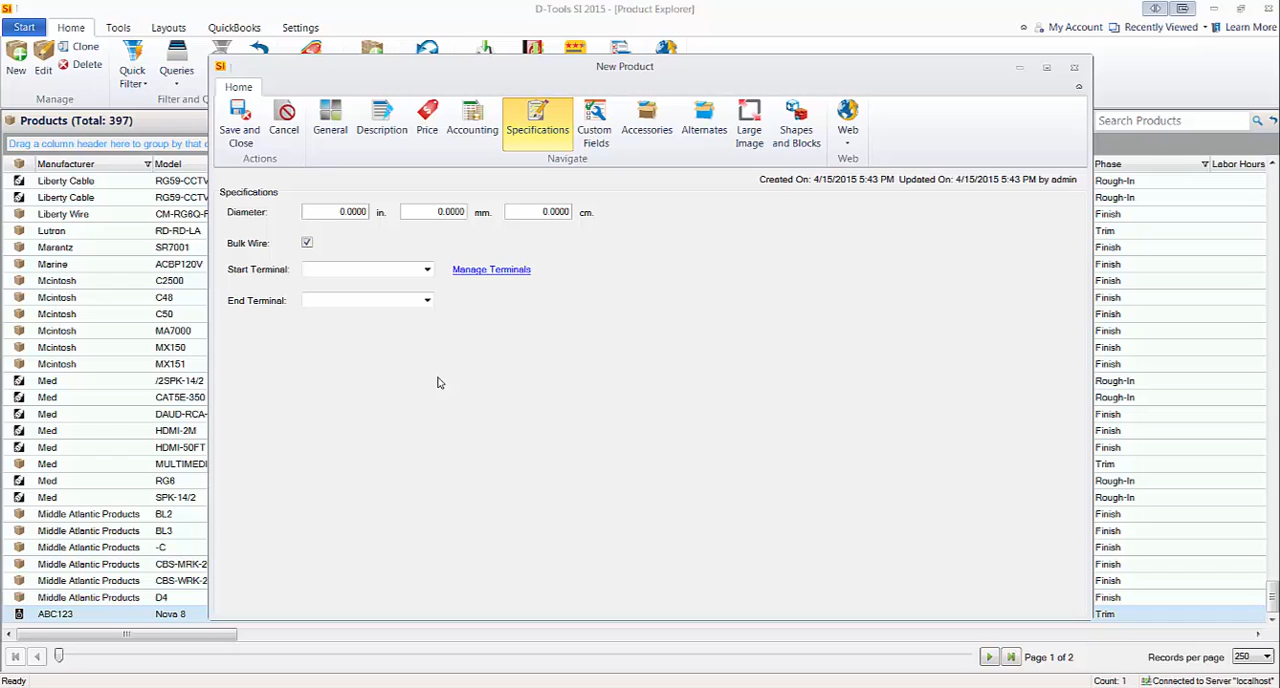 SI
D-Tools SI 2015 - [Product Explorer]
Start Home Tools Layouts QuickBooks Settings
My Account Recently Viewed Learn More
New Edit Clone Delete
Quick Filter Queries
Manage Filter and Q
SI New Product
Home
Save and Close Cancel General Description Price Accounting Specifications Custom Fields Accessories Alternates Large Image Shapes and Blocks Web
Actions Navigate Web
Products (Total: 397)
Search Products
Drag a column header here to group by that c
Manufacturer Model Phase Labor Hours
Created On: 4/15/2015 5:43 PM Updated On: 4/15/2015 5:43 PM by admin
Specifications
Diameter: 0.0000 in. 0.0000 mm. 0.0000 cm.
Bulk Wire:
Start Terminal: Manage Terminals
End Terminal:
Liberty Cable RG59-CCTV Rough-In
Liberty Cable RG59-CCTV Rough-In
Liberty Wire CM-RG6Q-F Finish
Lutron RD-RD-LA Trim
Marantz SR7001 Finish
Marine ACBP120V Finish
Mcintosh C2500 Finish
Mcintosh C48 Finish
Mcintosh C50 Finish
Mcintosh MA7000 Finish
Mcintosh MX150 Finish
Mcintosh MX151 Finish
Med /2SPK-14/2 Rough-In
Med CAT5E-350 Rough-In
Med DAUD-RCA- Finish
Med HDMI-2M Finish
Med HDMI-50FT Finish
Med MULTIMEDI Trim
Med RG6 Rough-In
Med SPK-14/2 Rough-In
Middle Atlantic Products BL2 Finish
Middle Atlantic Products BL3 Finish
Middle Atlantic Products -C Finish
Middle Atlantic Products CBS-MRK-2 Finish
Middle Atlantic Products CBS-WRK-2 Finish
Middle Atlantic Products D4 Finish
ABC123 Nova 8 Trim
Page 1 of 2 Records per page 250
Ready Count: 1 Connected to Server "localhost"